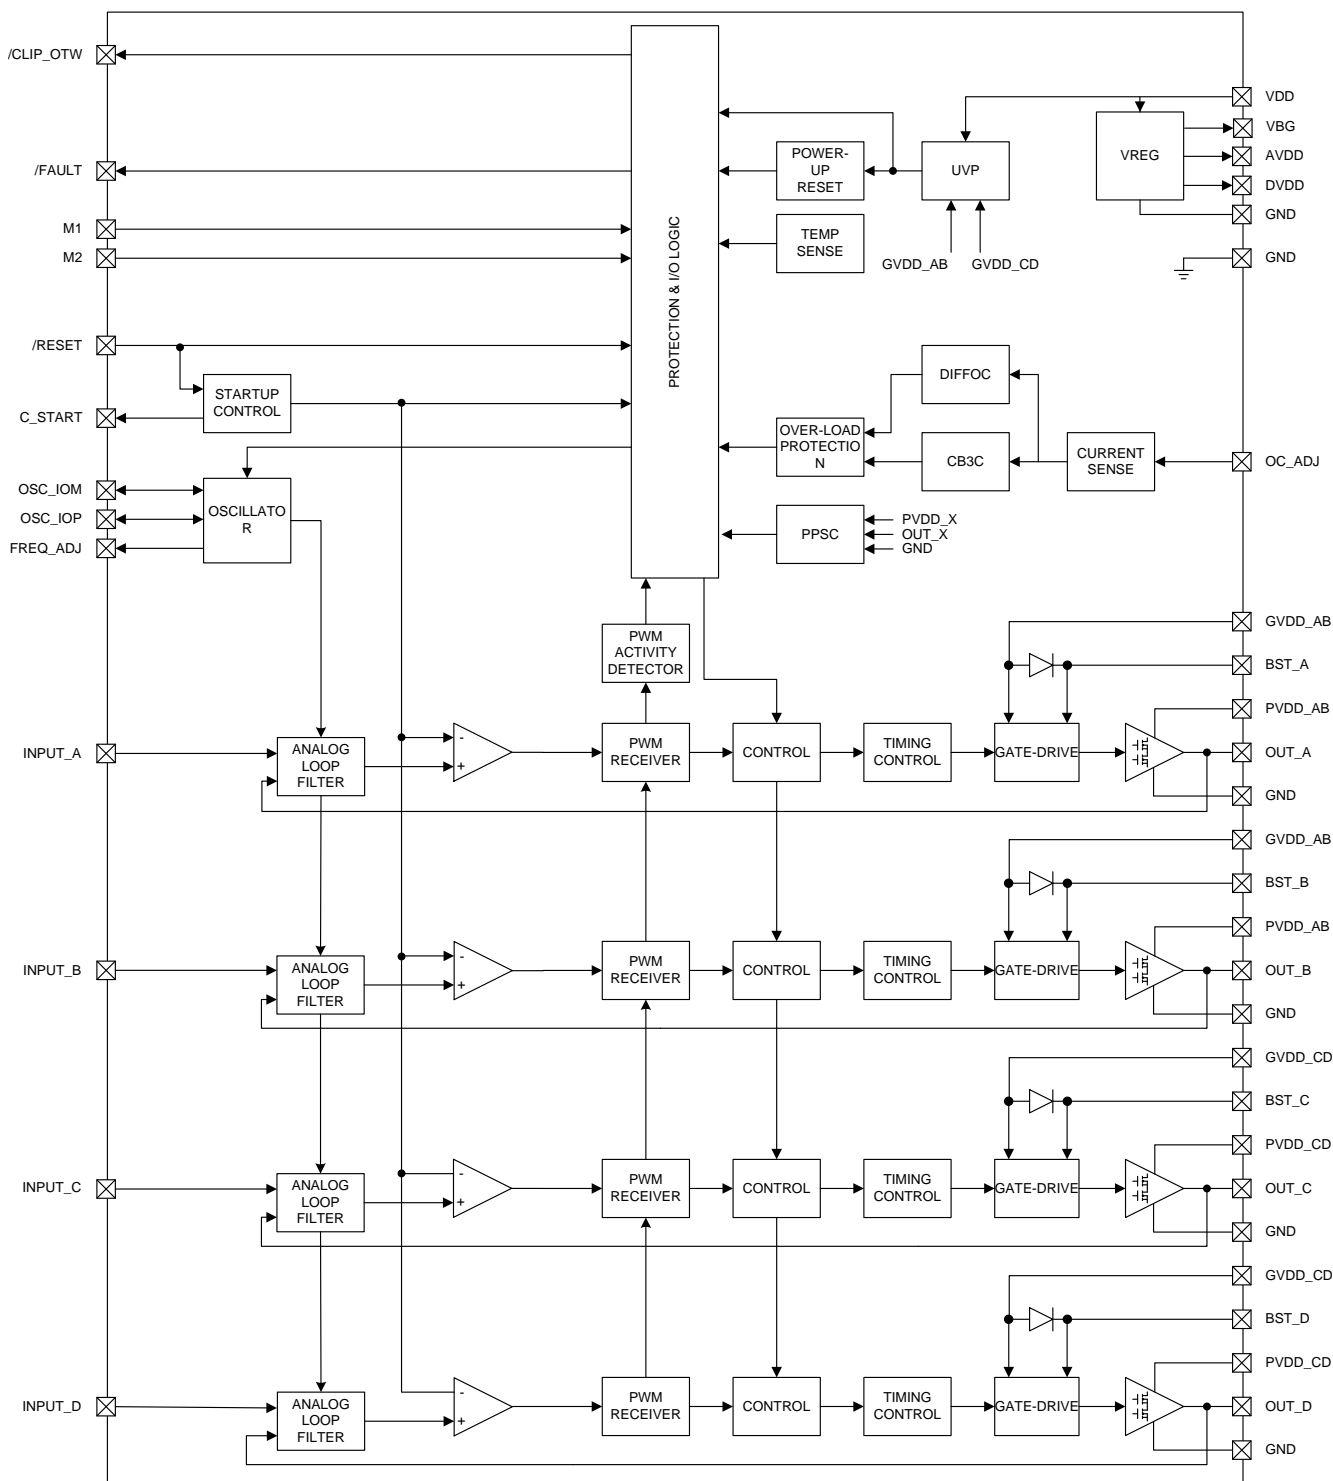 /CLIP_OTW
/FAULT
M1
M2
/RESET
C_START
OSC_IOM
OSC_IOP
FREQ_ADJ
INPUT_A
INPUT_B
INPUT_C
INPUT_D
STARTUP
CONTROL
OSCILLATO
R
PROTECTION & I/O LOGIC
POWER-
UP
RESET
UVP
VREG
TEMP
SENSE
GVDD_AB
GVDD_CD
DIFFOC
OVER-LOAD
PROTECTIO
N
CB3C
CURRENT
SENSE
PPSC
PVDD_X
OUT_X
GND
VDD
VBG
AVDD
DVDD
GND
GND
OC_ADJ
PWM
ACTIVITY
DETECTOR
ANALOG
LOOP
FILTER
-
+
PWM
RECEIVER
CONTROL
TIMING
CONTROL
GATE-DRIVE
GVDD_AB
BST_A
PVDD_AB
OUT_A
GND
ANALOG
LOOP
FILTER
-
+
PWM
RECEIVER
CONTROL
TIMING
CONTROL
GATE-DRIVE
GVDD_AB
BST_B
PVDD_AB
OUT_B
GND
ANALOG
LOOP
FILTER
-
+
PWM
RECEIVER
CONTROL
TIMING
CONTROL
GATE-DRIVE
GVDD_CD
BST_C
PVDD_CD
OUT_C
GND
ANALOG
LOOP
FILTER
-
+
PWM
RECEIVER
CONTROL
TIMING
CONTROL
GATE-DRIVE
GVDD_CD
BST_D
PVDD_CD
OUT_D
GND